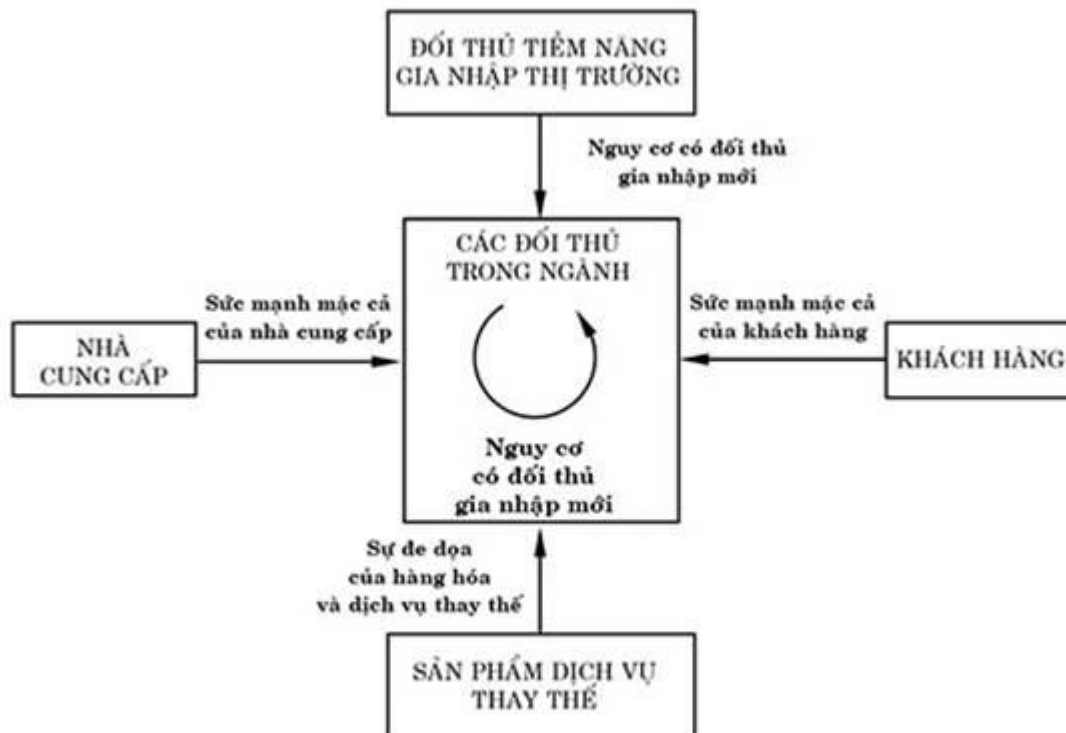 ĐỐI THỦ TIỀM NĂNG
GIA NHẬP THỊ TRƯỜNG
Nguy cơ có đối thủ
gia nhập mới
CÁC ĐỐI THỦ
TRONG NGÀNH
Sức mạnh mặc cả
của nhà cung cấp
Sức mạnh mặc cả
của khách hàng
NHÀ
CUNG CẤP
KHÁCH HÀNG
Nguy cơ
có đối thủ
gia nhập mới
Sự đe dọa
của hàng hóa
và dịch vụ thay thế
SẢN PHẨM DỊCH VỤ
THAY THẾ